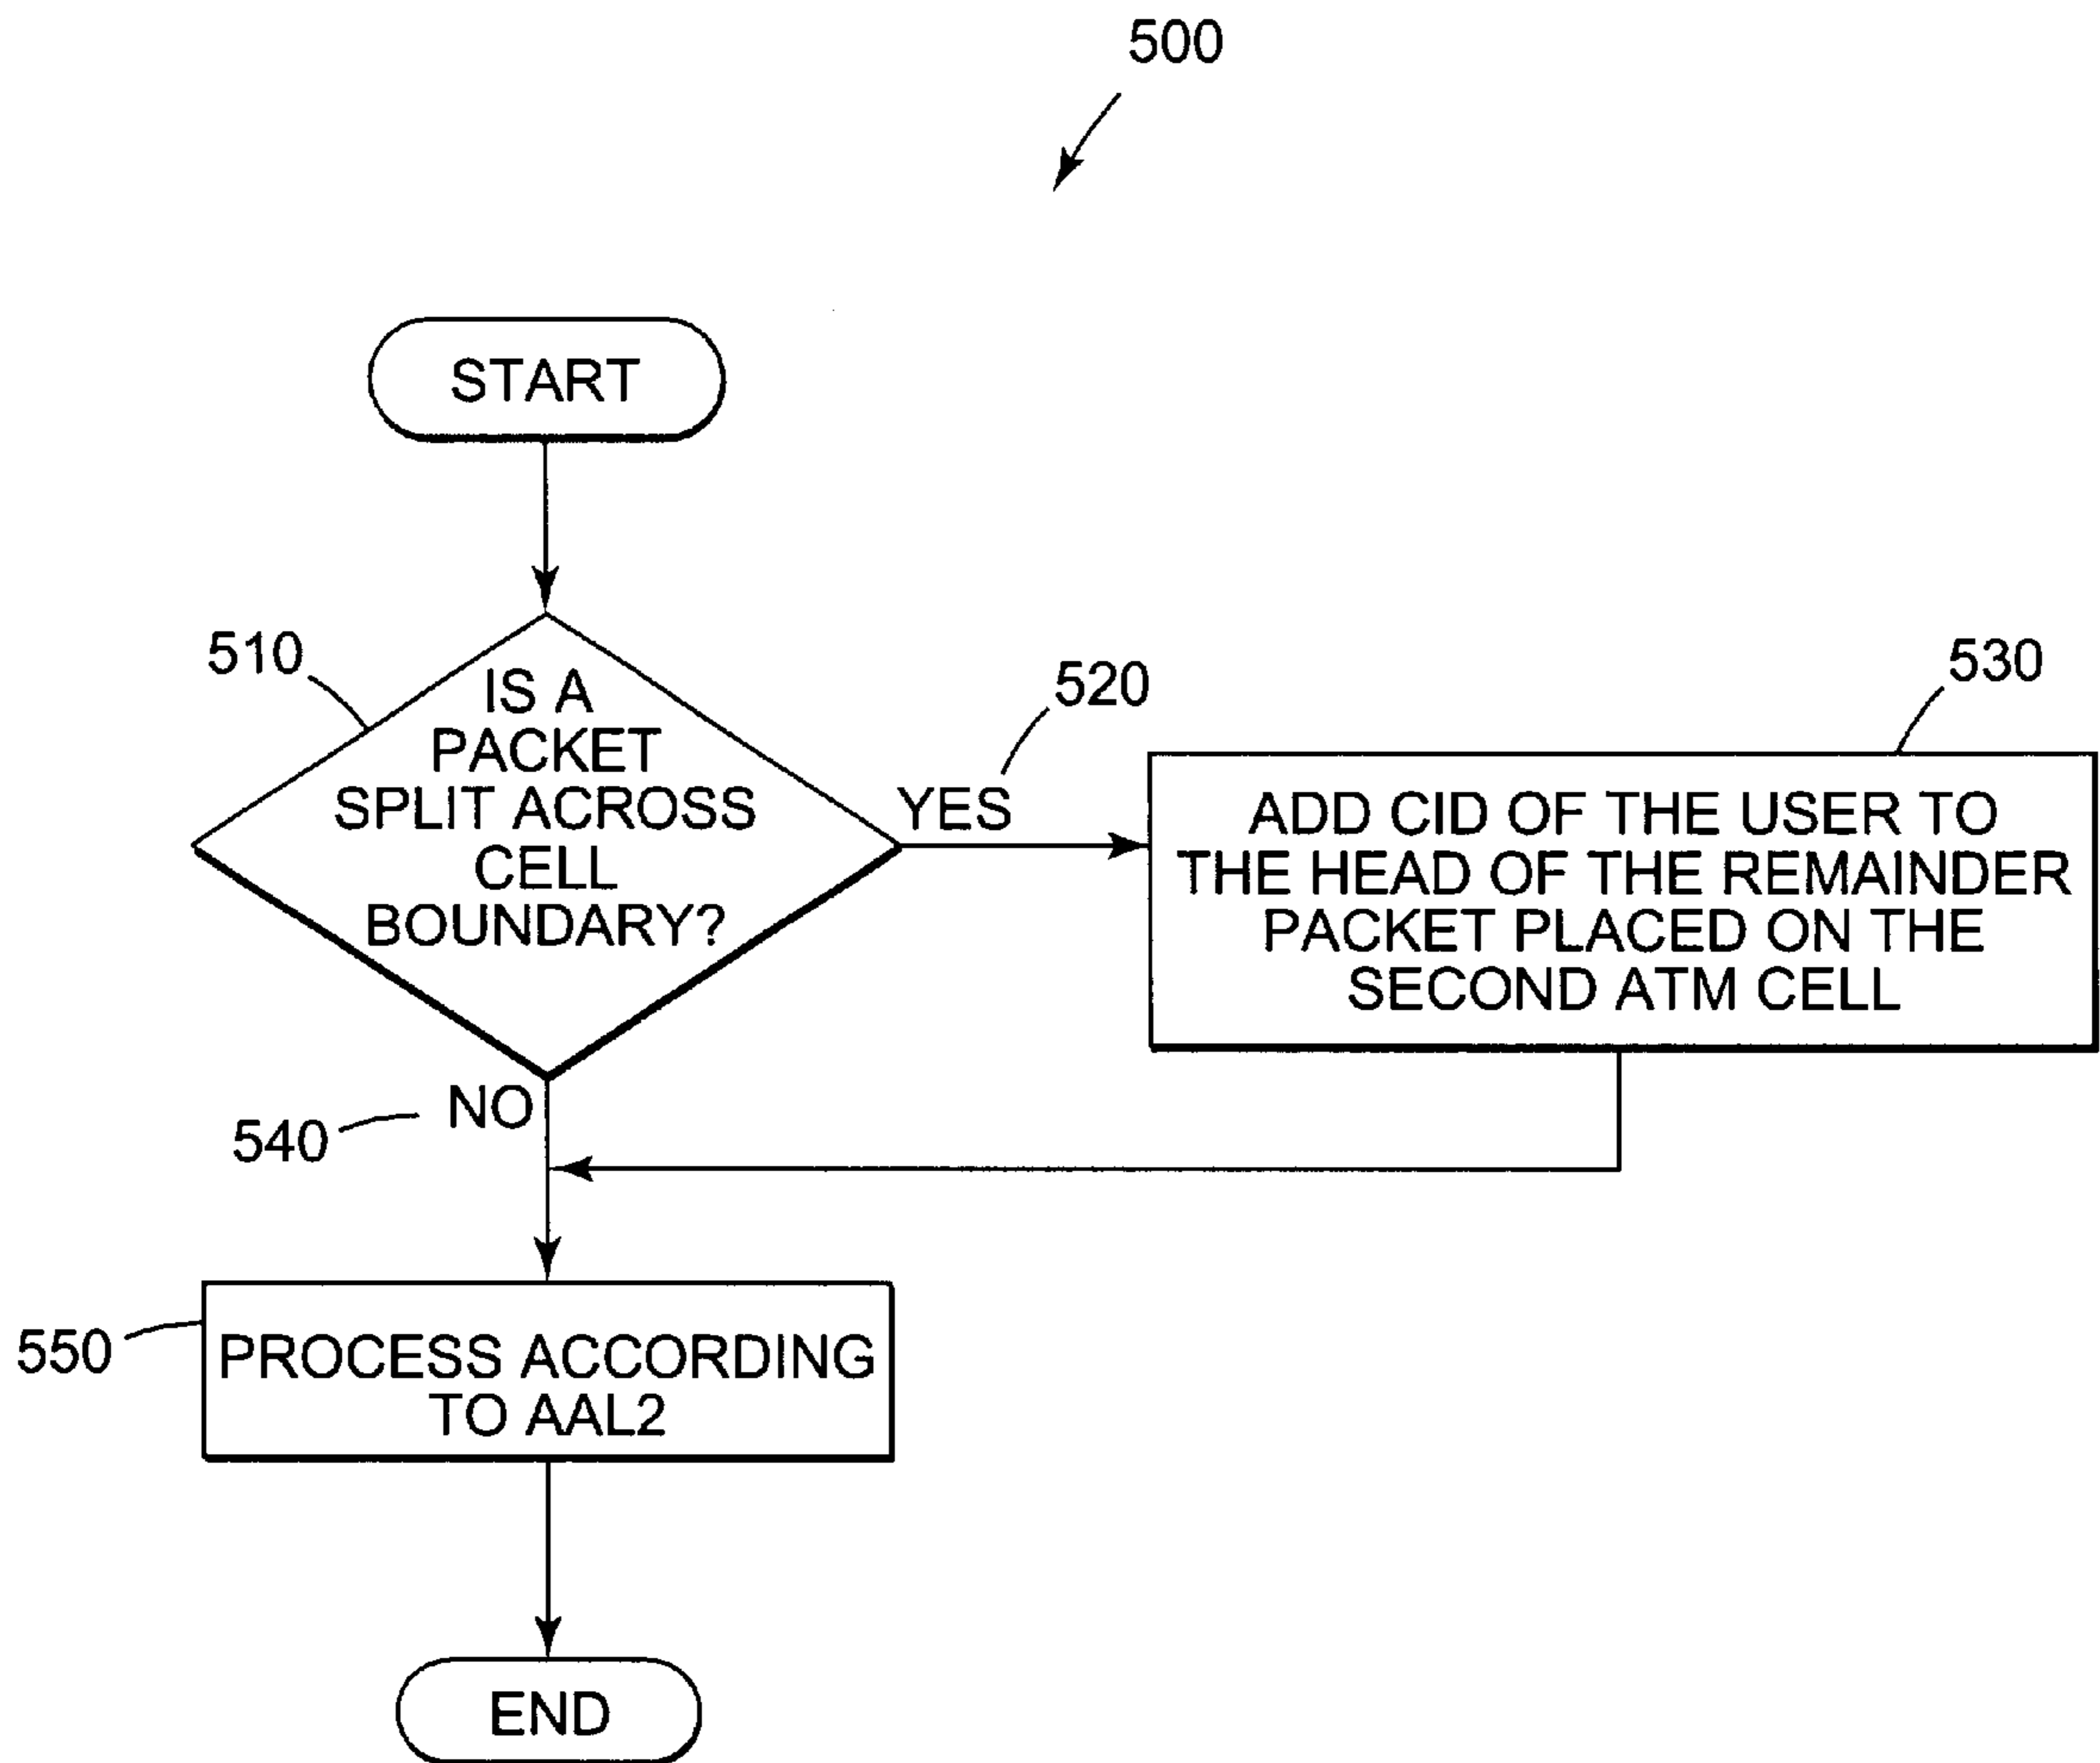 500
START
510
IS A
PACKET
SPLIT ACROSS
CELL
BOUNDARY?
520
YES
530
ADD CID OF THE USER TO
THE HEAD OF THE REMAINDER
PACKET PLACED ON THE
SECOND ATM CELL
NO
540
550
PROCESS ACCORDING
TO AAL2
END